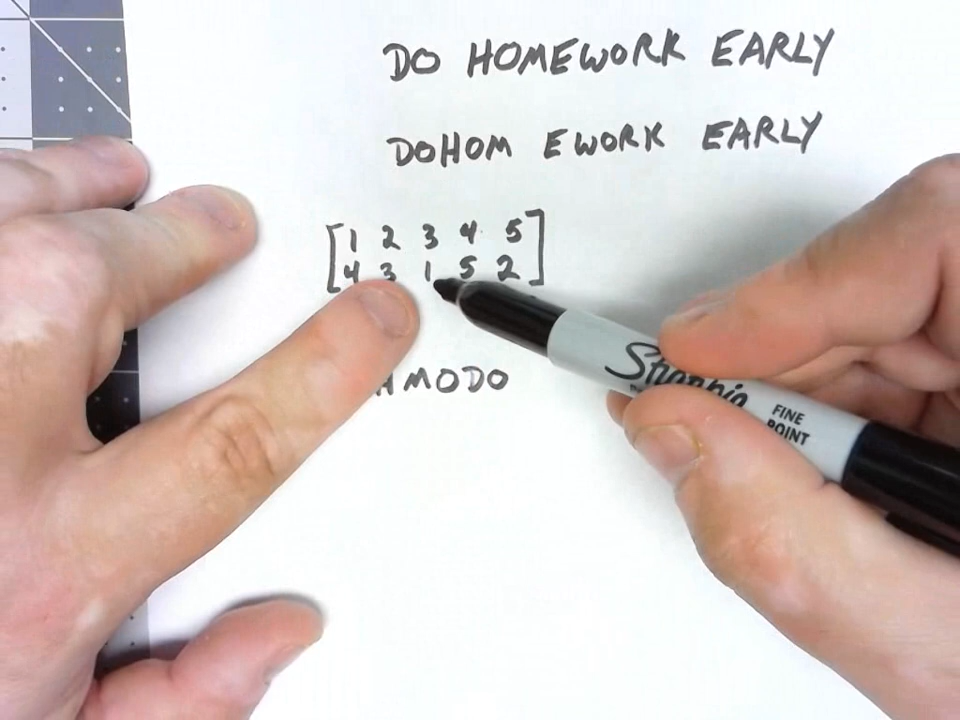 DO HOMEWORK EARLY
DOHOM EWORK EARLY
1 2 3 4 5
4 3 1 5 2
HMODO
Sharpie
FINE
POINT